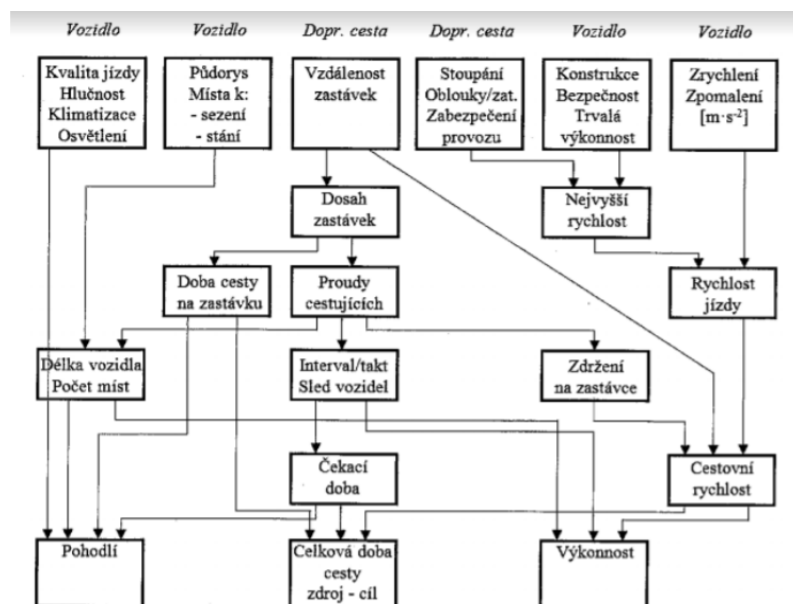 Vozidlo
Vozidlo
Dopr. cesta
Dopr. cesta
Vozidlo
Vozidlo
Kvalita jízdy
Hlučnost
Klimatizace
Osvětlení
Půdorys
Místa k:
- sezení
- stání
Vzdálenost
zastávek
Stoupání
Oblouky/zat.
Zabezpečení
provozu
Konstrukce
Bezpečnost
Trvalá
výkonnost
Zrychlení
Zpomalení
[m·s⁻²]
Dosah
zastávek
Nejvyšší
rychlost
Doba cesty
na zastávku
Proudy
cestujících
Rychlost
jízdy
Délka vozidla
Počet míst
Interval/takt
Sled vozidel
Zdržení
na zastávce
Čekací
doba
Cestovní
rychlost
Pohodlí
Celková doba
cesty
zdroj - cíl
Výkonnost